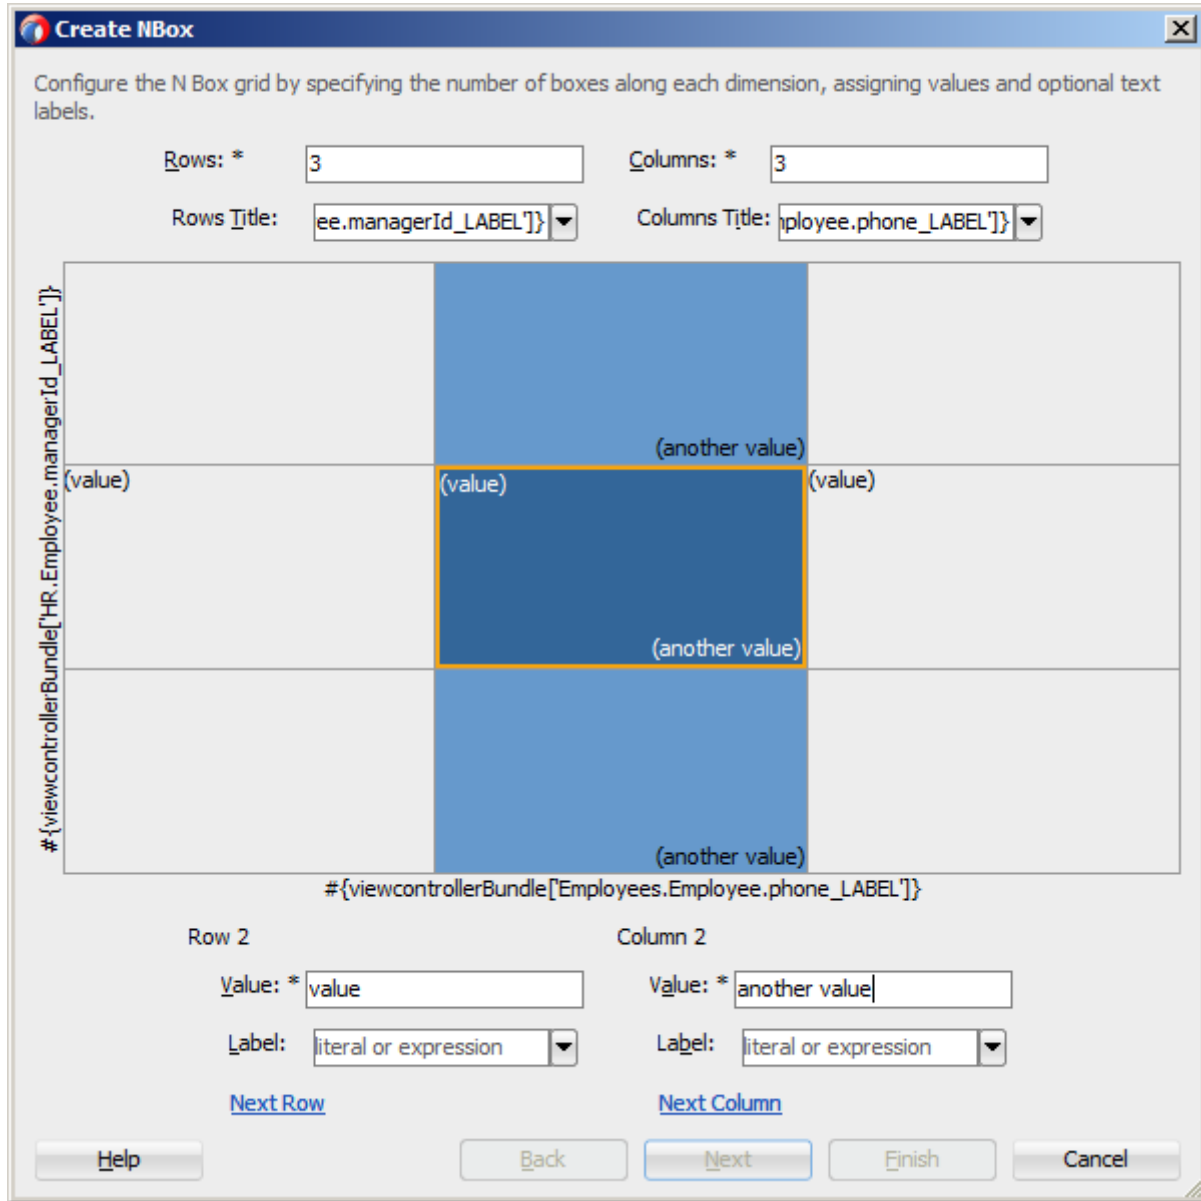 Create NBox
Configure the N Box grid by specifying the number of boxes along each dimension, assigning values and optional text
labels.
Rows: * 3 Columns: * 3
Rows Title: ee.managerId_LABEL']} Columns Title: nployee.phone_LABEL']}
#{viewcontrollerBundle['HR.Employee.managerId_LABEL']}
(another value)
(value) (value) (value)
(another value)
(another value)
#{viewcontrollerBundle['Employees.Employee.phone_LABEL']}
Row 2 Column 2
Value: * value Value: * another value
Label: literal or expression Label: literal or expression
Next Row Next Column
Help Back Next Finish Cancel